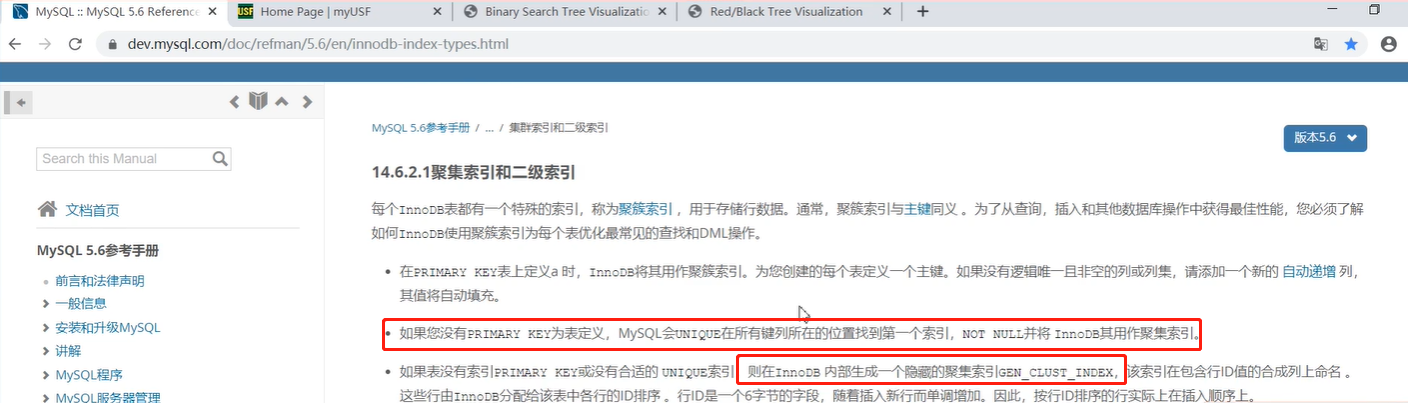 MySQL :: MySQL 5.6 Reference
Home Page | myUSF
Binary Search Tree Visualizatio
Red/Black Tree Visualization
dev.mysql.com/doc/refman/5.6/en/innodb-index-types.html
MySQL 5.6参考手册 / ... / 集群索引和二级索引
版本5.6
Search this Manual
文档首页
MySQL 5.6参考手册
前言和法律声明
一般信息
安装和升级MySQL
讲解
MySQL程序
MySQL服务器管理
14.6.2.1聚集索引和二级索引
每个InnoDB表都有一个特殊的索引，称为聚簇索引 ，用于存储行数据。通常，聚簇索引与主键同义 。为了从查询，插入和其他数据库操作中获得最佳性能，您必须了解
如何InnoDB使用聚簇索引为每个表优化最常见的查找和DML操作。
在PRIMARY KEY表上定义a 时，InnoDB将其用作聚簇索引。为您创建的每个表定义一个主键。如果没有逻辑唯一且非空的列或列集，请添加一个新的 自动递增 列，
其值将自动填充。
如果您没有PRIMARY KEY为表定义，MySQL会UNIQUE在所有键列所在的位置找到第一个索引，NOT NULL并将 InnoDB其用作聚集索引。
如果表没有索引PRIMARY KEY或没有合适的 UNIQUE索引，则在InnoDB 内部生成一个隐藏的聚集索引GEN_CLUST_INDEX，该索引在包含行ID值的合成列上命名 。
这些行由InnoDB分配给该表中各行的ID排序 。行ID是一个6字节的字段，随着插入新行而单调增加。因此，按行ID排序的行实际上在插入顺序上。